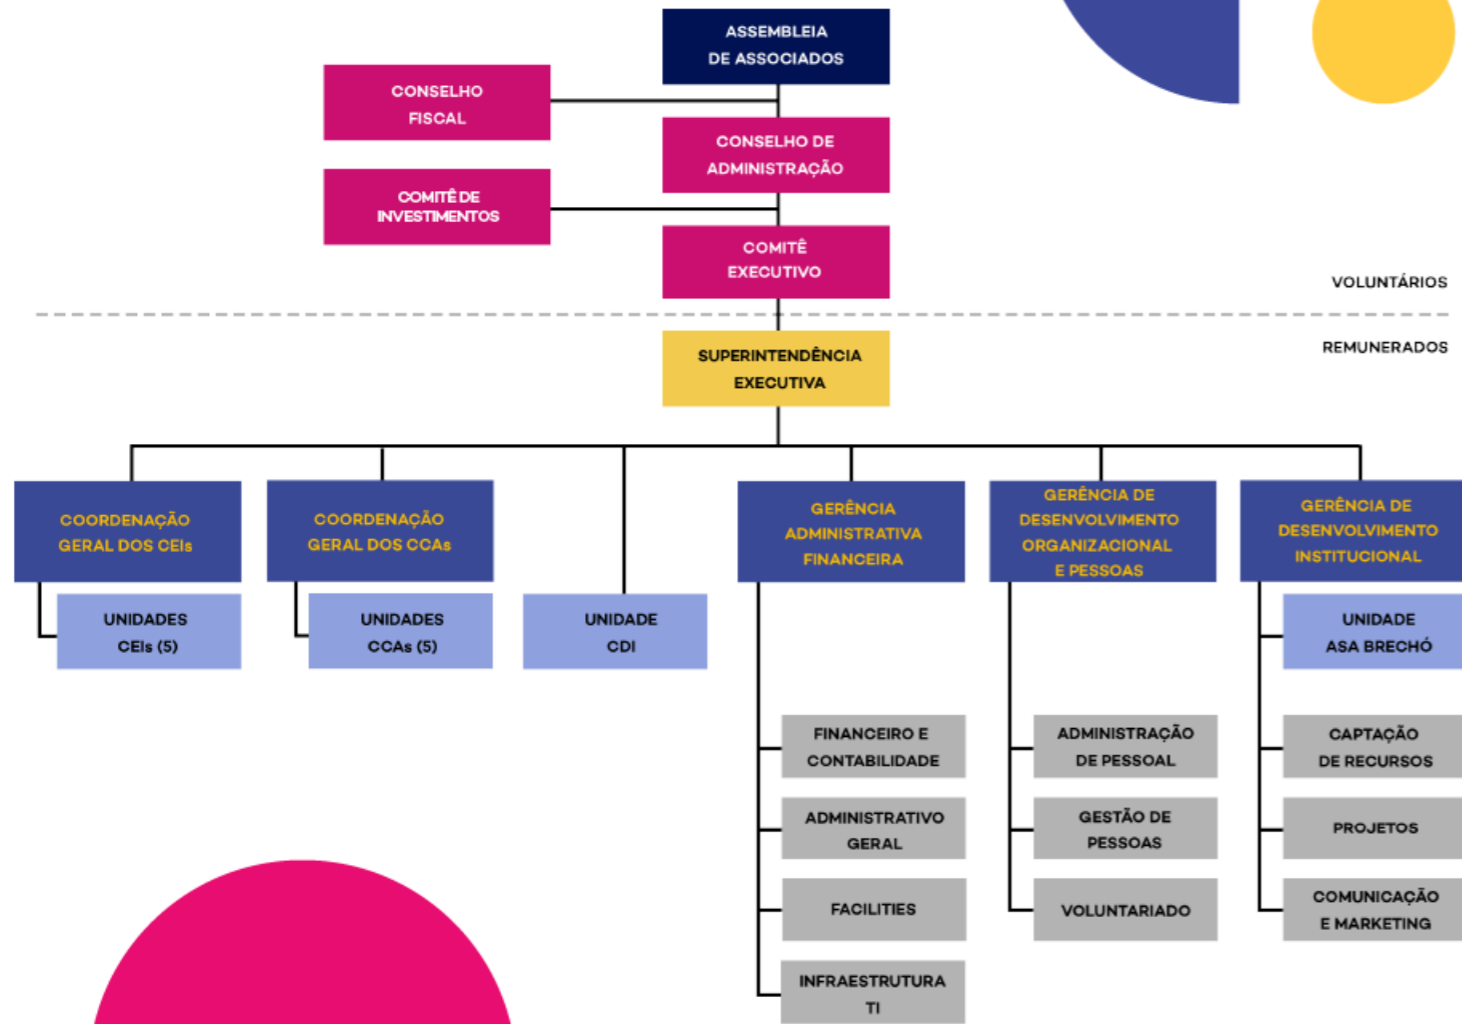 ASSEMBLEIA
DE ASSOCIADOS
CONSELHO
FISCAL
CONSELHO DE
ADMINISTRAÇÃO
COMITÊ DE
INVESTIMENTOS
COMITÊ
EXECUTIVO
VOLUNTÁRIOS
REMUNERADOS
SUPERINTENDÊNCIA
EXECUTIVA
COORDENAÇÃO
GERAL DOS CEIs
COORDENAÇÃO
GERAL DOS CCAs
GERÊNCIA
ADMINISTRATIVA
FINANCEIRA
GERÊNCIA DE
DESENVOLVIMENTO
ORGANIZACIONAL
E PESSOAS
GERÊNCIA DE
DESENVOLVIMENTO
INSTITUCIONAL
UNIDADES
CEIs (5)
UNIDADES
CCAs (5)
UNIDADE
CDI
UNIDADE
ASA BRECHÓ
FINANCEIRO E
CONTABILIDADE
ADMINISTRAÇÃO
DE PESSOAL
CAPTAÇÃO
DE RECURSOS
ADMINISTRATIVO
GERAL
GESTÃO DE
PESSOAS
PROJETOS
FACILITIES
VOLUNTARIADO
COMUNICAÇÃO
E MARKETING
INFRAESTRUTURA
TI